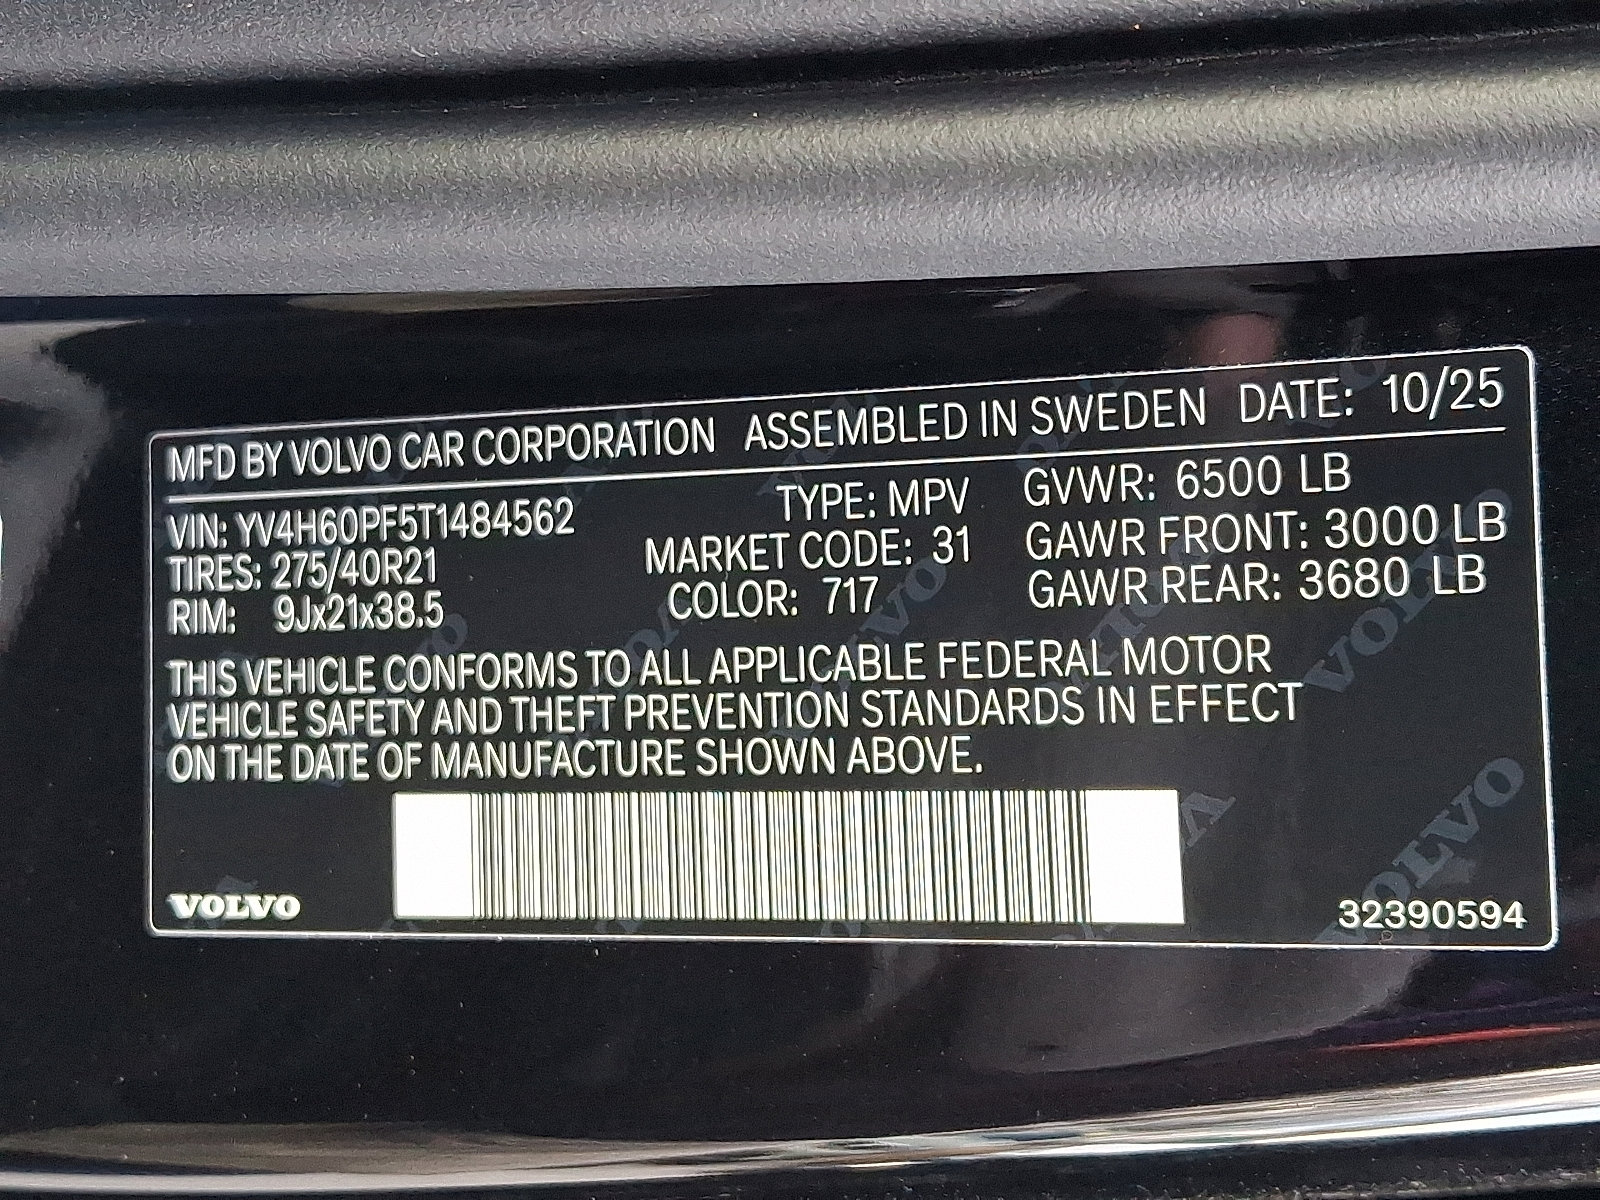 MFD BY VOLVO CAR CORPORATION ASSEMBLED IN SWEDEN DATE: 10/25
VIN: YV4H60PF5T1484562 TYPE: MPV GVWR: 6500 LB
TIRES: 275/40R21 MARKET CODE: 31 GAWR FRONT: 3000 LB
RIM: 9Jx21x38.5 COLOR: 717 GAWR REAR: 3680 LB
THIS VEHICLE CONFORMS TO ALL APPLICABLE FEDERAL MOTOR
VEHICLE SAFETY AND THEFT PREVENTION STANDARDS IN EFFECT
ON THE DATE OF MANUFACTURE SHOWN ABOVE.
VOLVO 32390594